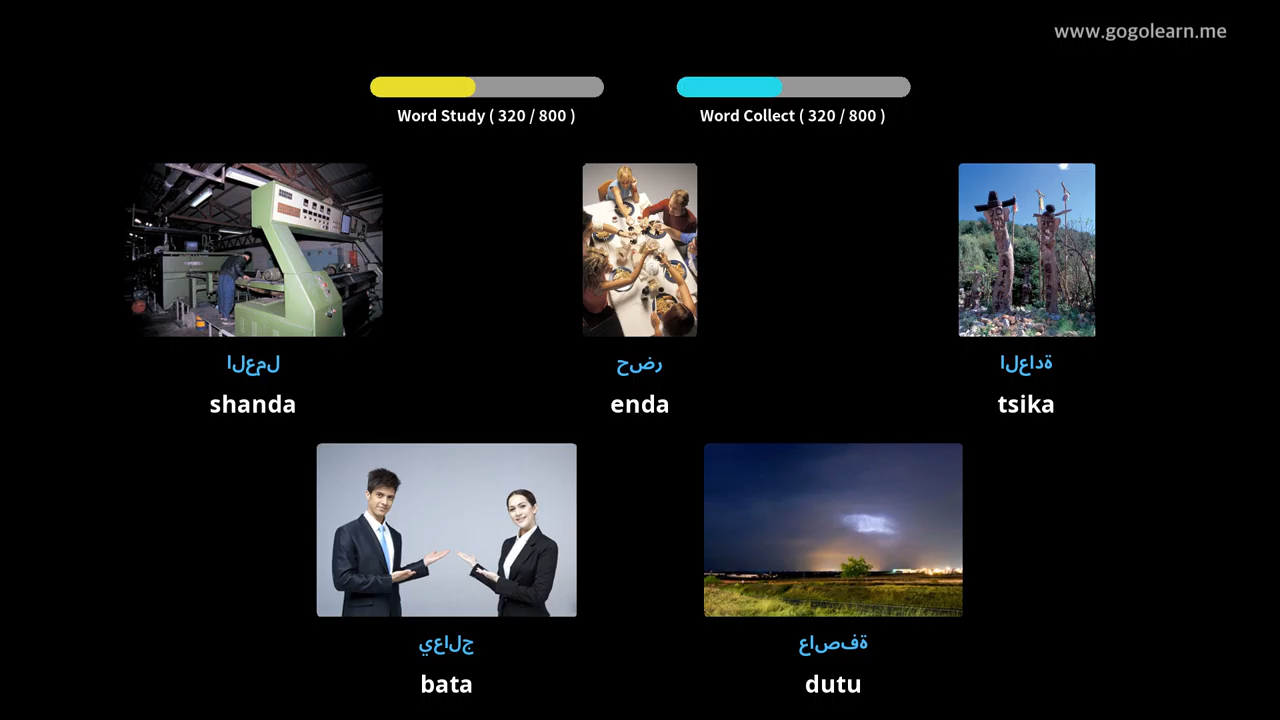 www.gogolearn.me
Word Study ( 320 / 800 )
Word Collect ( 320 / 800 )
العمل
shanda
حضر
enda
العادة
tsika
يعالج
bata
عاصفة
dutu